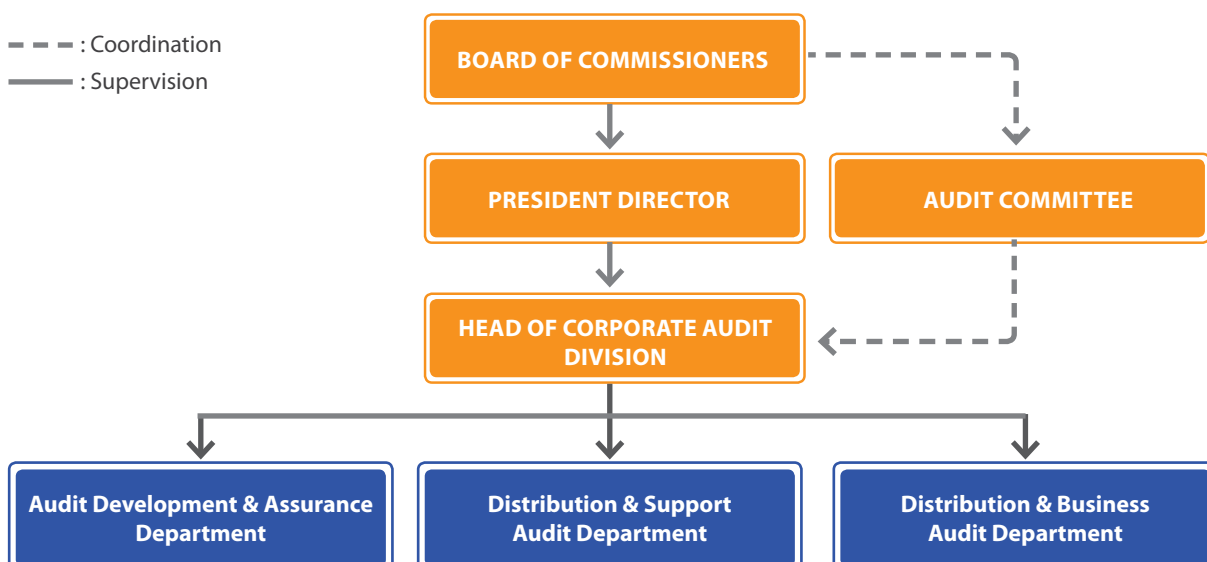 : Coordination
: Supervision
BOARD OF COMMISSIONERS
PRESIDENT DIRECTOR
AUDIT COMMITTEE
HEAD OF CORPORATE AUDIT
DIVISION
Audit Development & Assurance
Department
Distribution & Support
Audit Department
Distribution & Business
Audit Department